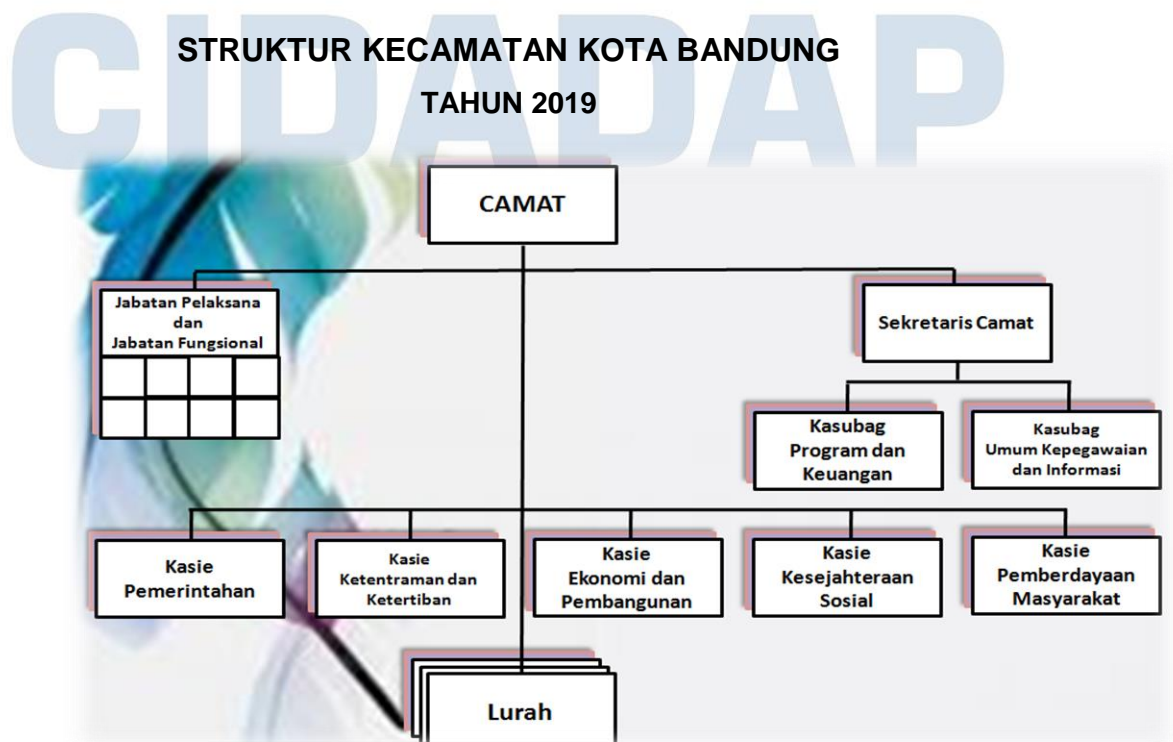 CIDADAP
STRUKTUR KECAMATAN KOTA BANDUNG
TAHUN 2019
CAMAT
Jabatan Pelaksana
dan
Jabatan Fungsional
Sekretaris Camat
Kasubag
Program dan
Keuangan
Kasubag
Umum Kepegawaian
dan Informasi
Kasie
Pemerintahan
Kasie
Ketentraman dan
Ketertiban
Kasie
Ekonomi dan
Pembangunan
Kasie
Kesejahteraan
Sosial
Kasie
Pemberdayaan
Masyarakat
Lurah